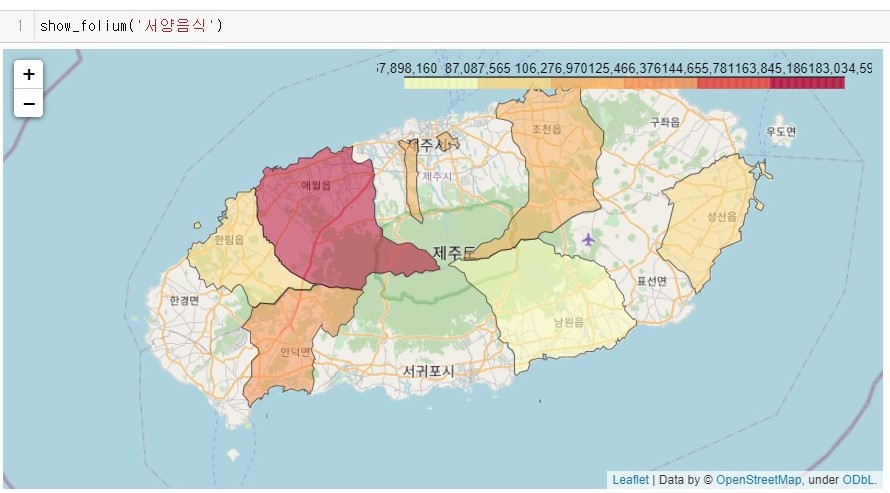 1 show_folium('서양음식')
+
−
57,898,160 87,087,565 106,276,970125,466,376144,655,781163,845,186183,034,59
구좌읍
우도면
조천읍
제주시
제주시
애월읍
성산읍
한림읍
제주도
표선면
한경면
남원읍
안덕면
서귀포시
Leaflet | Data by © OpenStreetMap, under ODbL.